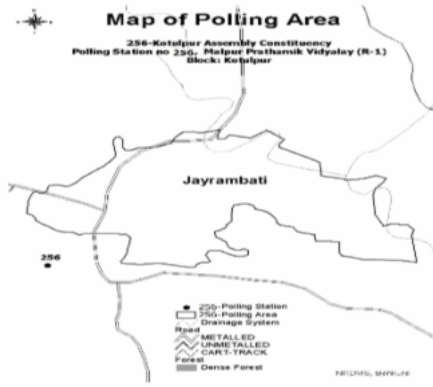 Map of Polling Area
256-Kotulpur Assembly Constituency
Polling Station no 256, Malpur Prathamik Vidyalay (R-1)
Block: Kotulpur
Jayrambati
256
256-Polling Station
256-Polling Area
Drainage System
Road
METALLED
UNMETALLED
CART-TRACK
Forest
Dense Forest